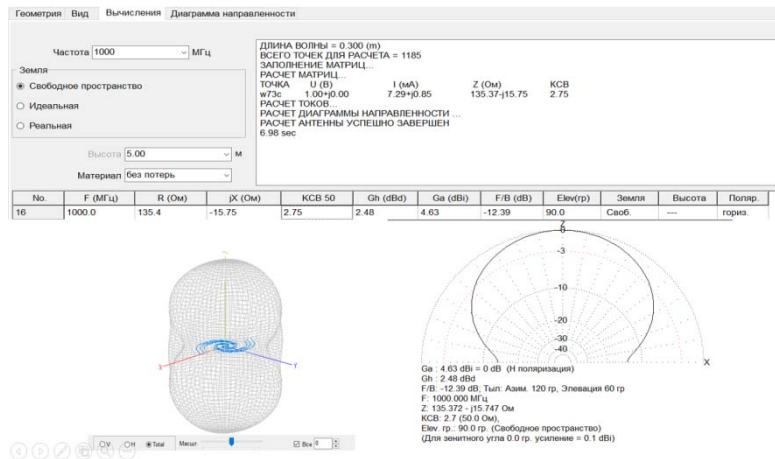 Геометрия Вид Вычисления Диаграмма направленности
Частота 1000 МГц
Земля
Свободное пространство
Идеальная
Реальная
Высота 5.00 м
Материал без потерь
ДЛИНА ВОЛНЫ = 0.300 (m)
ВСЕГО ТОЧЕК ДЛЯ РАСЧЕТА = 1185
ЗАПОЛНЕНИЕ МАТРИЦ...
РАСЧЕТ МАТРИЦ...
ТОЧКА U (В) I (мА) Z (Ом) КСВ
w73c 1.00+j0.00 7.29+j0.85 135.37-j15.75 2.75
РАСЧЕТ ТОКОВ...
РАСЧЕТ ДИАГРАММЫ НАПРАВЛЕННОСТИ ...
РАСЧЕТ АНТЕННЫ УСПЕШНО ЗАВЕРШЕН
6.98 sec
No. F (МГц) R (Ом) jX (Ом) КСВ 50 Gh (dBd) Ga (dBi) F/B (dB) Elev(гр) Земля Высота Поляр.
16 1000.0 135.4 -15.75 2.75 2.48 4.63 -12.39 90.0 Своб. --- гориз.
Z
0
-3
-10
-20
-30
-40
X
X
Y
Ga : 4.63 dBi = 0 dB (H поляризация)
Gh : 2.48 dBd
F/B: -12.39 dB; Тыл: Азим. 120 гр, Элевация 60 гр
F: 1000.000 МГц
Z: 135.372 - j15.747 Ом
КСВ: 2.7 (50.0 Ом),
Elev. гр.: 90.0 гр. (Свободное пространство)
(Для зенитного угла 0.0 гр. усиление = 0.1 dBi)
V H Total Масшт. Все 0